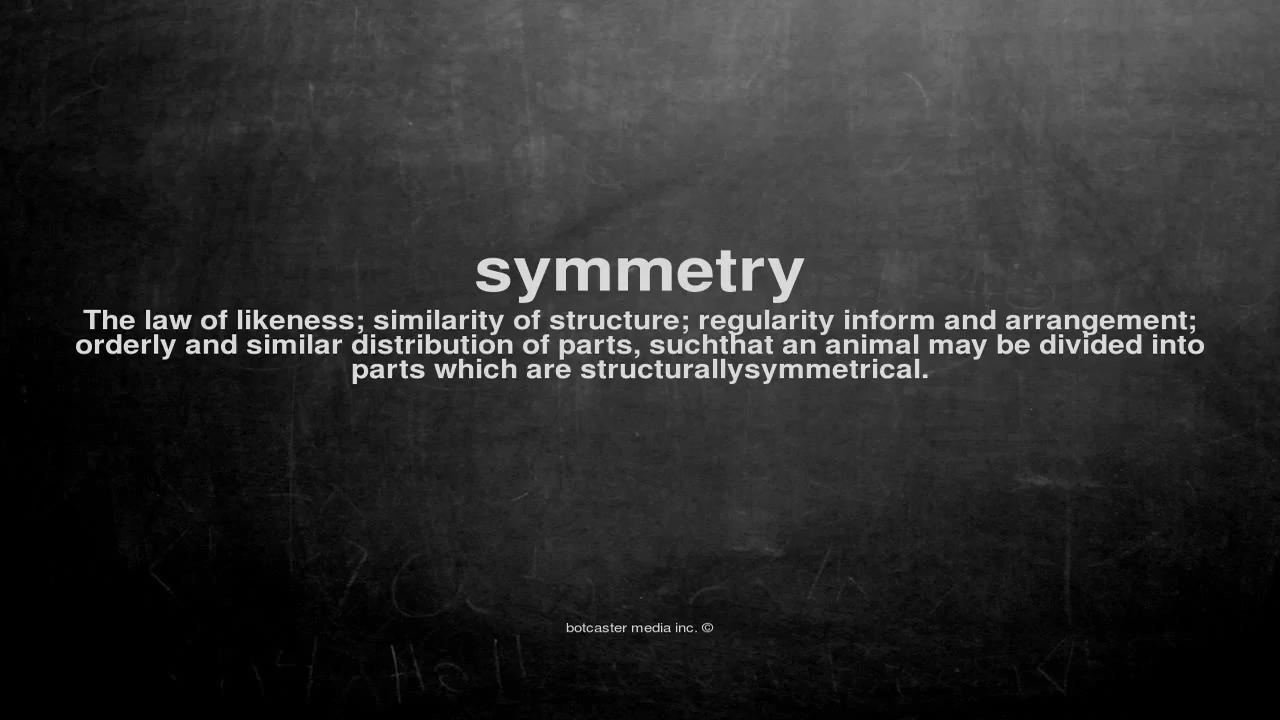 symmetry
The law of likeness; similarity of structure; regularity inform and arrangement;
orderly and similar distribution of parts, suchthat an animal may be divided into
parts which are structurallysymmetrical.
botcaster media inc. ©